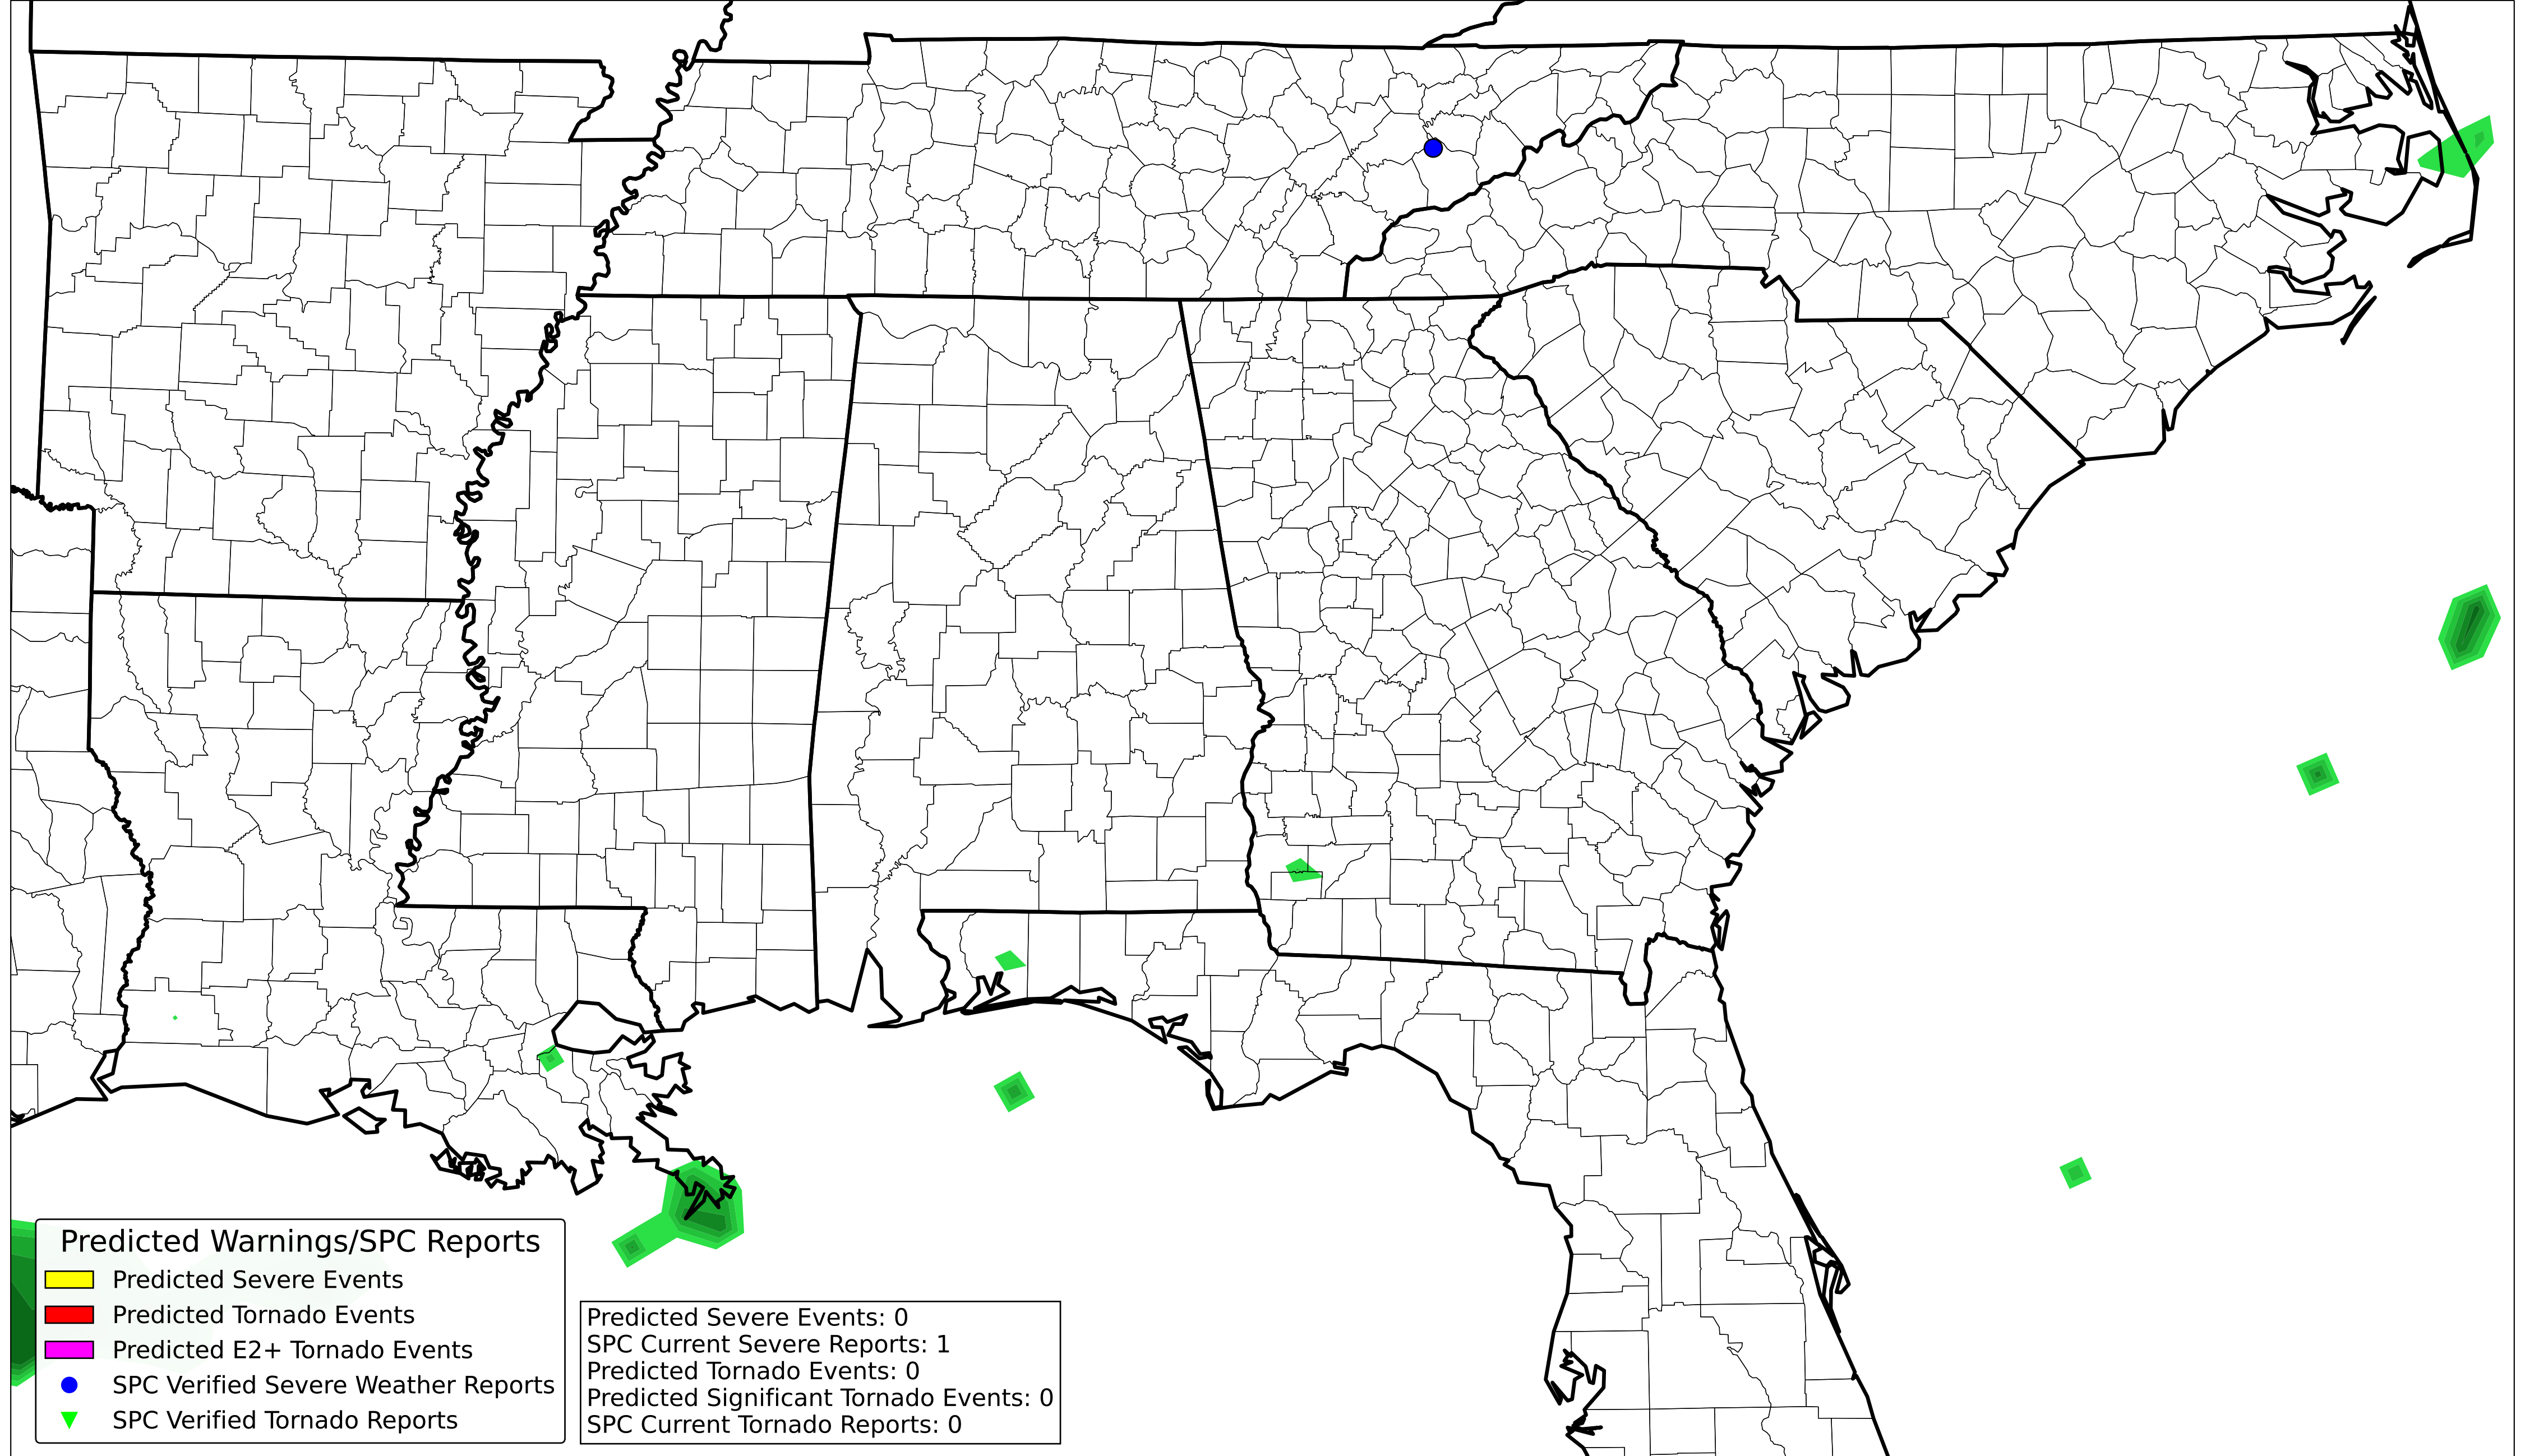 Predicted Warnings/SPC Reports
Predicted Severe Events
Predicted Tornado Events
Predicted E2+ Tornado Events
SPC Verified Severe Weather Reports
SPC Verified Tornado Reports
Predicted Severe Events: 0
SPC Current Severe Reports: 1
Predicted Tornado Events: 0
Predicted Significant Tornado Events: 0
SPC Current Tornado Reports: 0